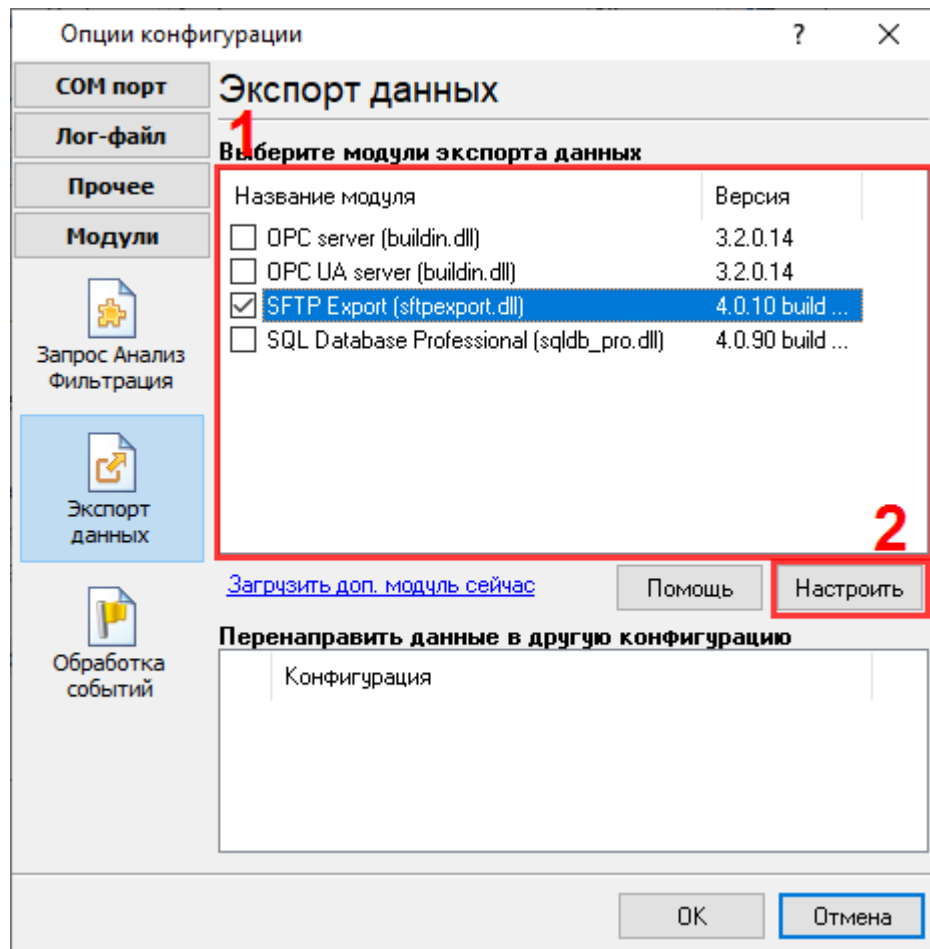 Опции конфигурации ? ×
COM порт
Лог-файл
Прочее
Модули
Запрос Анализ
Фильтрация
Экспорт
данных
Обработка
событий
Экспорт данных
1
Выберите модули экспорта данных
Название модуля Версия
OPC server (buildin.dll) 3.2.0.14
OPC UA server (buildin.dll) 3.2.0.14
SFTP Export (sftpexport.dll) 4.0.10 build ...
SQL Database Professional (sqldb_pro.dll) 4.0.90 build ...
2
Загрузить доп. модуль сейчас Помощь Настроить
Перенаправить данные в другую конфигурацию
Конфигурация
OK Отмена